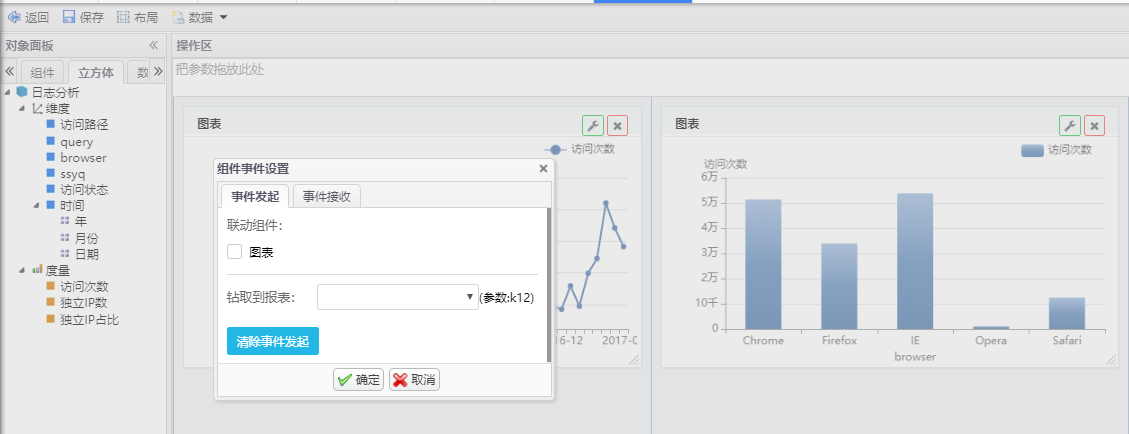 返回 保存 布局 数据
对象面板
操作区
组件 立方体 数
把参数拖放此处
日志分析
维度
访问路径
query
browser
ssyq
访问状态
时间
年
月份
日期
度量
访问次数
独立IP数
独立IP占比
图表
访问次数
16-12 2017-0
组件事件设置
事件发起 事件接收
联动组件:
图表
钻取到报表: (参数:k12)
清除事件发起
确定 取消
图表
访问次数
访问次数
6万
5万
4万
3万
2万
10千
0
Chrome Firefox IE Opera Safari
browser